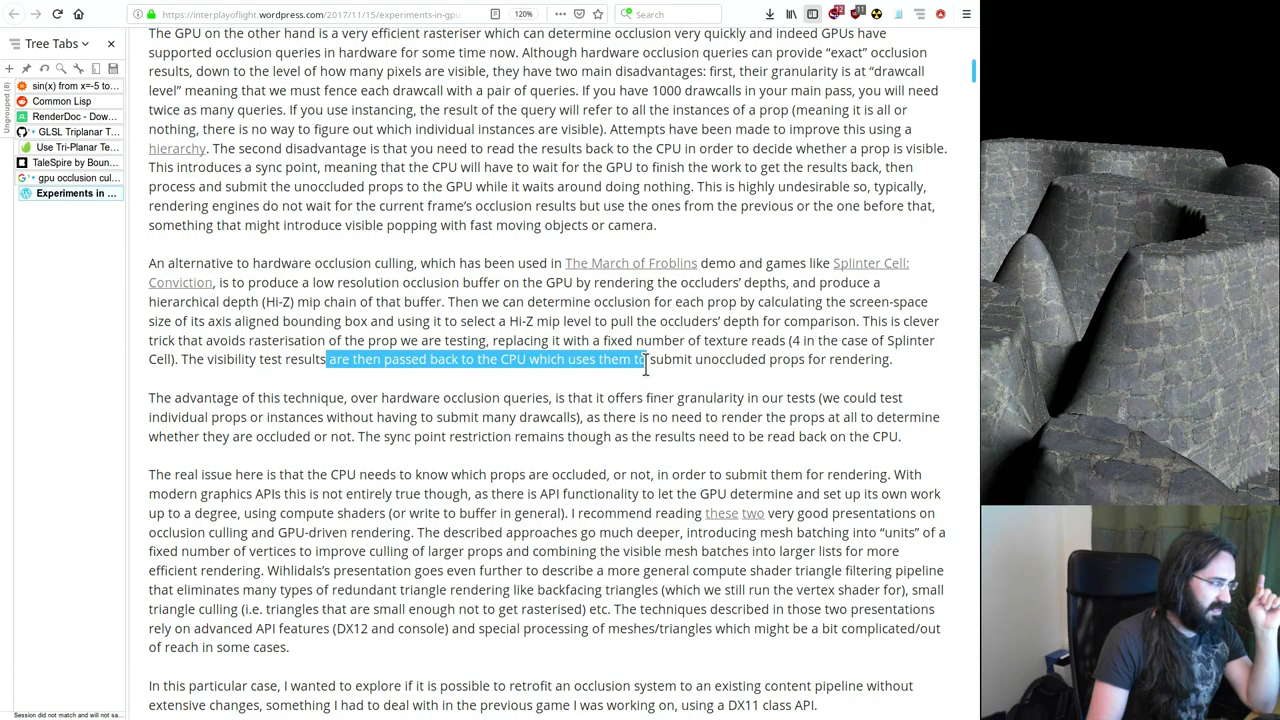 https://interplayoflight.wordpress.com/2017/11/15/experiments-in-gpu
120%
Search
12
11
Tree Tabs
Ungrouped (8)
sin(x) from x=-5 to...
Common Lisp
RenderDoc - Dow...
GLSL Triplanar T...
Use Tri-Planar Te...
TaleSpire by Boun...
gpu occlusion cul...
Experiments in ...
Session did not match and will not sa...
The GPU on the other hand is a very efficient rasteriser which can determine occlusion very quickly and indeed GPUs have
supported occlusion queries in hardware for some time now. Although hardware occlusion queries can provide “exact” occlusion
results, down to the level of how many pixels are visible, they have two main disadvantages: first, their granularity is at “drawcall
level” meaning that we must fence each drawcall with a pair of queries. If you have 1000 drawcalls in your main pass, you will need
twice as many queries. If you use instancing, the result of the query will refer to all the instances of a prop (meaning it is all or
nothing, there is no way to figure out which individual instances are visible). Attempts have been made to improve this using a
hierarchy. The second disadvantage is that you need to read the results back to the CPU in order to decide whether a prop is visible.
This introduces a sync point, meaning that the CPU will have to wait for the GPU to finish the work to get the results back, then
process and submit the unoccluded props to the GPU while it waits around doing nothing. This is highly undesirable so, typically,
rendering engines do not wait for the current frame’s occlusion results but use the ones from the previous or the one before that,
something that might introduce visible popping with fast moving objects or camera.
An alternative to hardware occlusion culling, which has been used in The March of Froblins demo and games like Splinter Cell:
Conviction, is to produce a low resolution occlusion buffer on the GPU by rendering the occluders’ depths, and produce a
hierarchical depth (Hi-Z) mip chain of that buffer. Then we can determine occlusion for each prop by calculating the screen-space
size of its axis aligned bounding box and using it to select a Hi-Z mip level to pull the occluders’ depth for comparison. This is clever
trick that avoids rasterisation of the prop we are testing, replacing it with a fixed number of texture reads (4 in the case of Splinter
Cell). The visibility test results are then passed back to the CPU which uses them to submit unoccluded props for rendering.
The advantage of this technique, over hardware occlusion queries, is that it offers finer granularity in our tests (we could test
individual props or instances without having to submit many drawcalls), as there is no need to render the props at all to determine
whether they are occluded or not. The sync point restriction remains though as the results need to be read back on the CPU.
The real issue here is that the CPU needs to know which props are occluded, or not, in order to submit them for rendering. With
modern graphics APIs this is not entirely true though, as there is API functionality to let the GPU determine and set up its own work
up to a degree, using compute shaders (or write to buffer in general). I recommend reading these two very good presentations on
occlusion culling and GPU-driven rendering. The described approaches go much deeper, introducing mesh batching into “units” of a
fixed number of vertices to improve culling of larger props and combining the visible mesh batches into larger lists for more
efficient rendering. Wihlidals’s presentation goes even further to describe a more general compute shader triangle filtering pipeline
that eliminates many types of redundant triangle rendering like backfacing triangles (which we still run the vertex shader for), small
triangle culling (i.e. triangles that are small enough not to get rasterised) etc. The techniques described in those two presentations
rely on advanced API features (DX12 and console) and special processing of meshes/triangles which might be a bit complicated/out
of reach in some cases.
In this particular case, I wanted to explore if it is possible to retrofit an occlusion system to an existing content pipeline without
extensive changes, something I had to deal with in the previous game I was working on, using a DX11 class API.